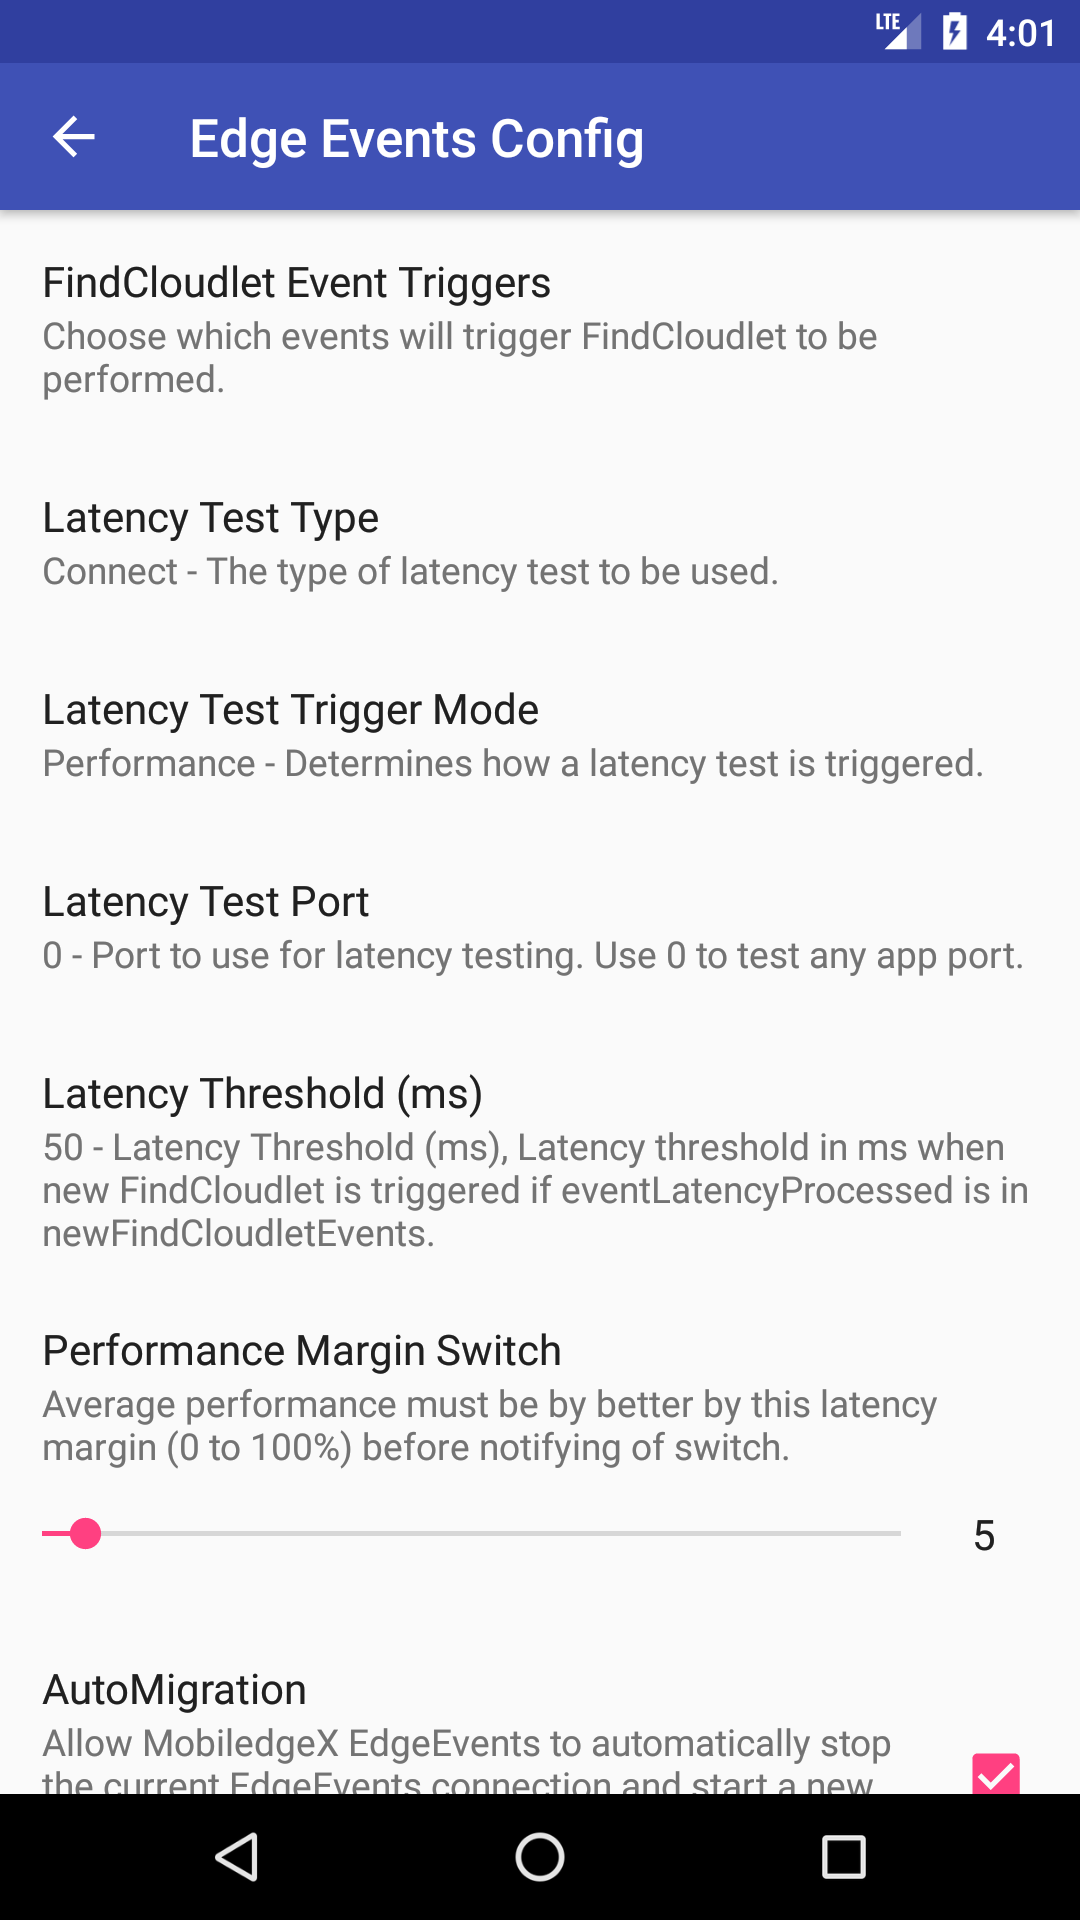 LTE 4:01
Edge Events Config
FindCloudlet Event Triggers
Choose which events will trigger FindCloudlet to be
performed.
Latency Test Type
Connect - The type of latency test to be used.
Latency Test Trigger Mode
Performance - Determines how a latency test is triggered.
Latency Test Port
0 - Port to use for latency testing. Use 0 to test any app port.
Latency Threshold (ms)
50 - Latency Threshold (ms), Latency threshold in ms when
new FindCloudlet is triggered if eventLatencyProcessed is in
newFindCloudletEvents.
Performance Margin Switch
Average performance must be by better by this latency
margin (0 to 100%) before notifying of switch.
5
AutoMigration
Allow MobiledgeX EdgeEvents to automatically stop
the current EdgeEvents connection and start a new